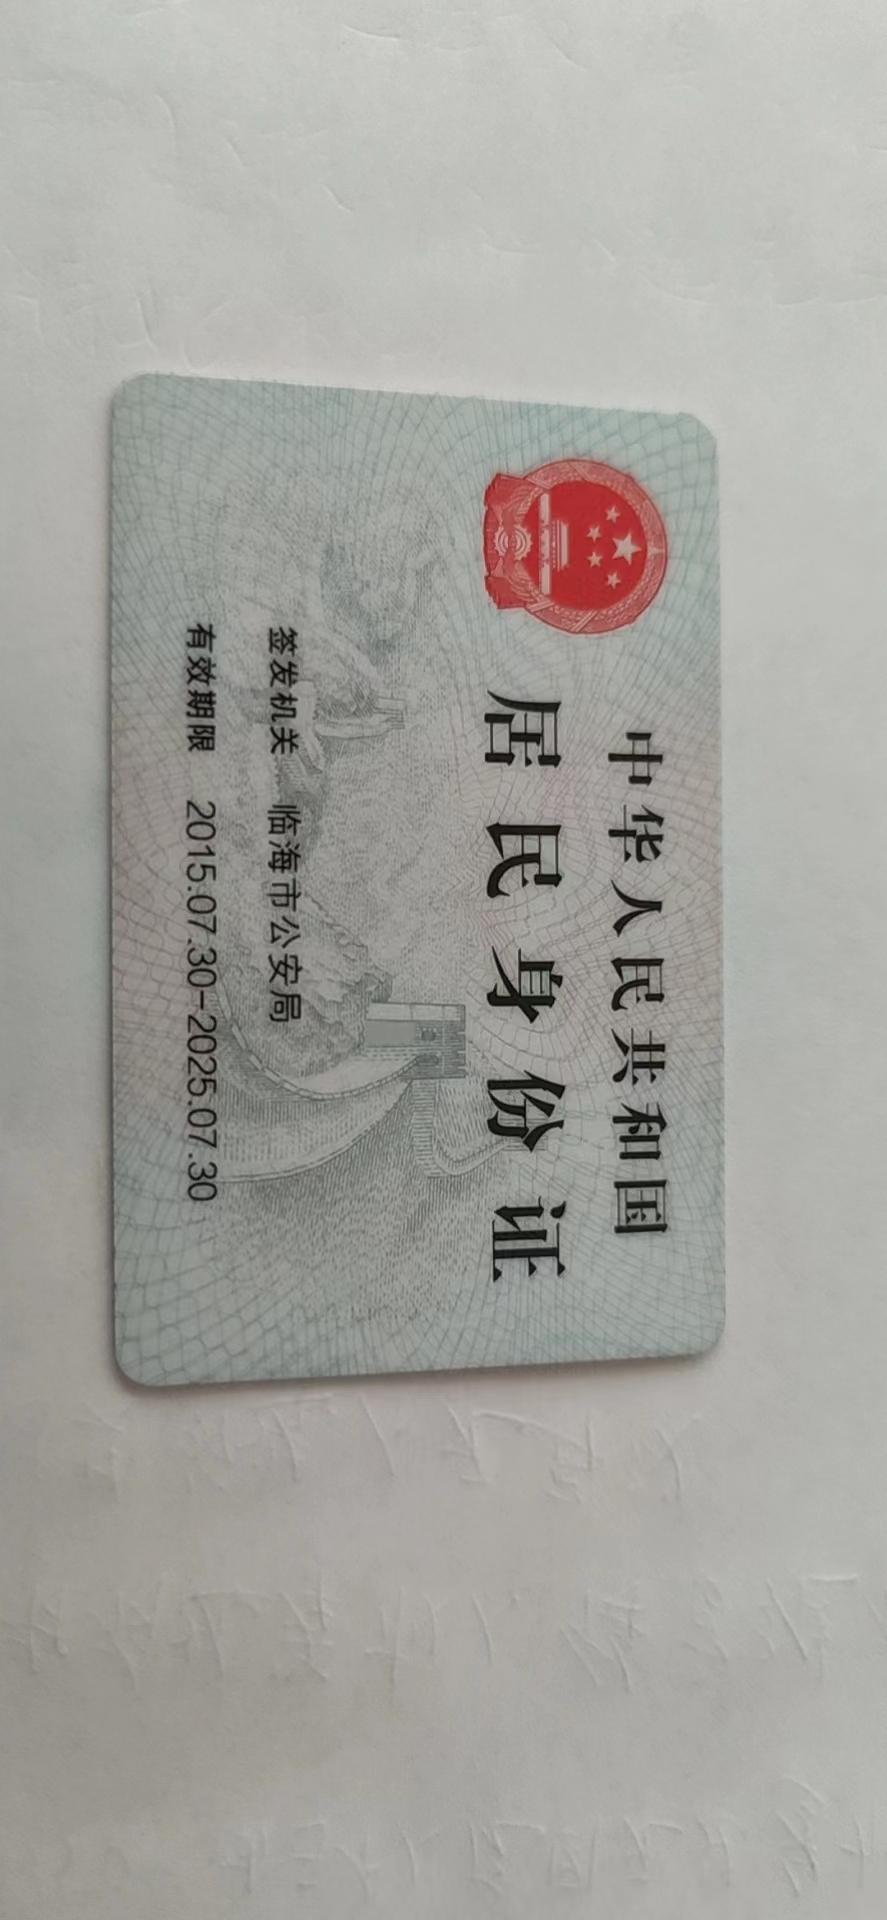 中华人民共和国
居民身份证
签发机关 临海市公安局
有效期限 2015.07.30-2025.07.30